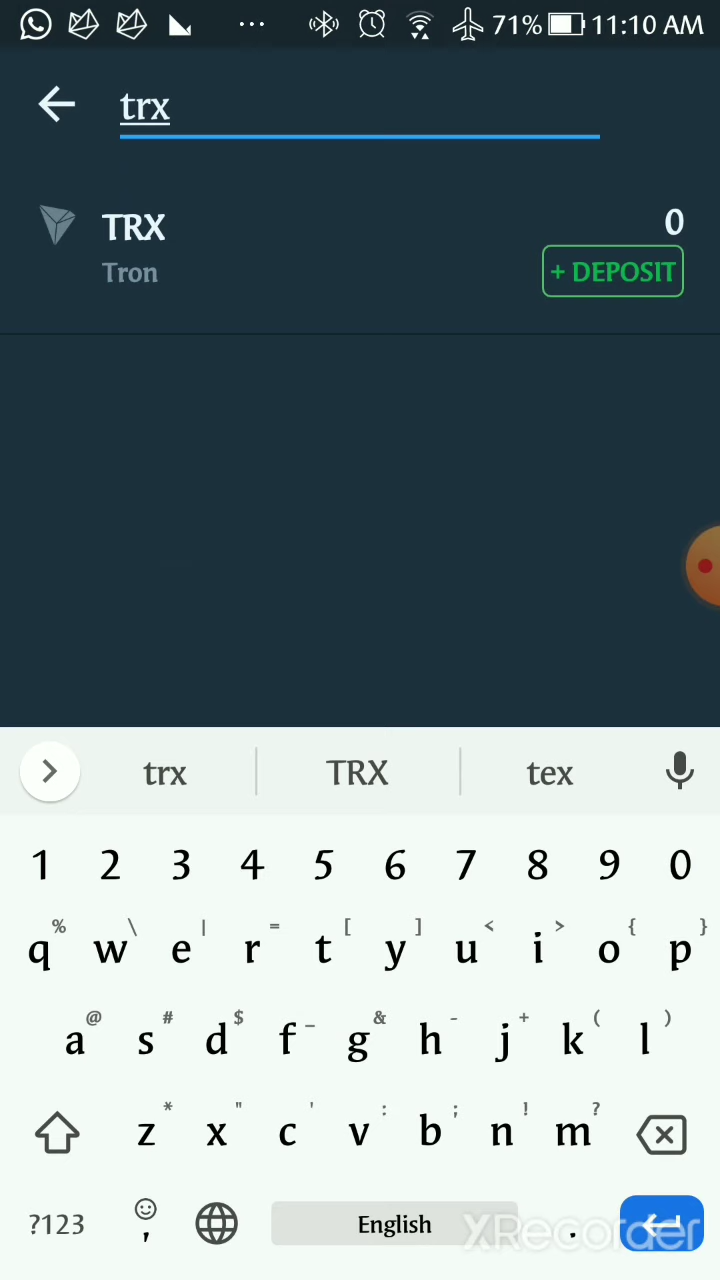 71% 11:10 AM
trx
TRX 0
Tron + DEPOSIT
trx TRX tex
1 2 3 4 5 6 7 8 9 0
% \ | = [ ] < > { }
q w e r t y u i o p
@ # $ _ & - + ( )
a s d f g h j k l
* " ' : ; ! ?
z x c v b n m
?123 , English .
XRecorder